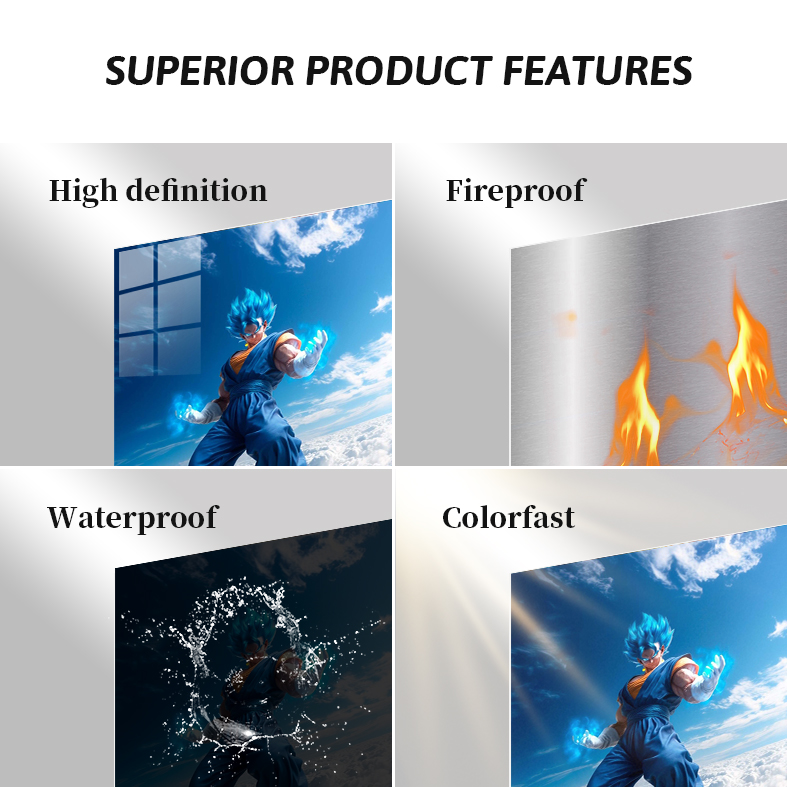 SUPERIOR PRODUCT FEATURES
High definition
Fireproof
Waterproof
Colorfast